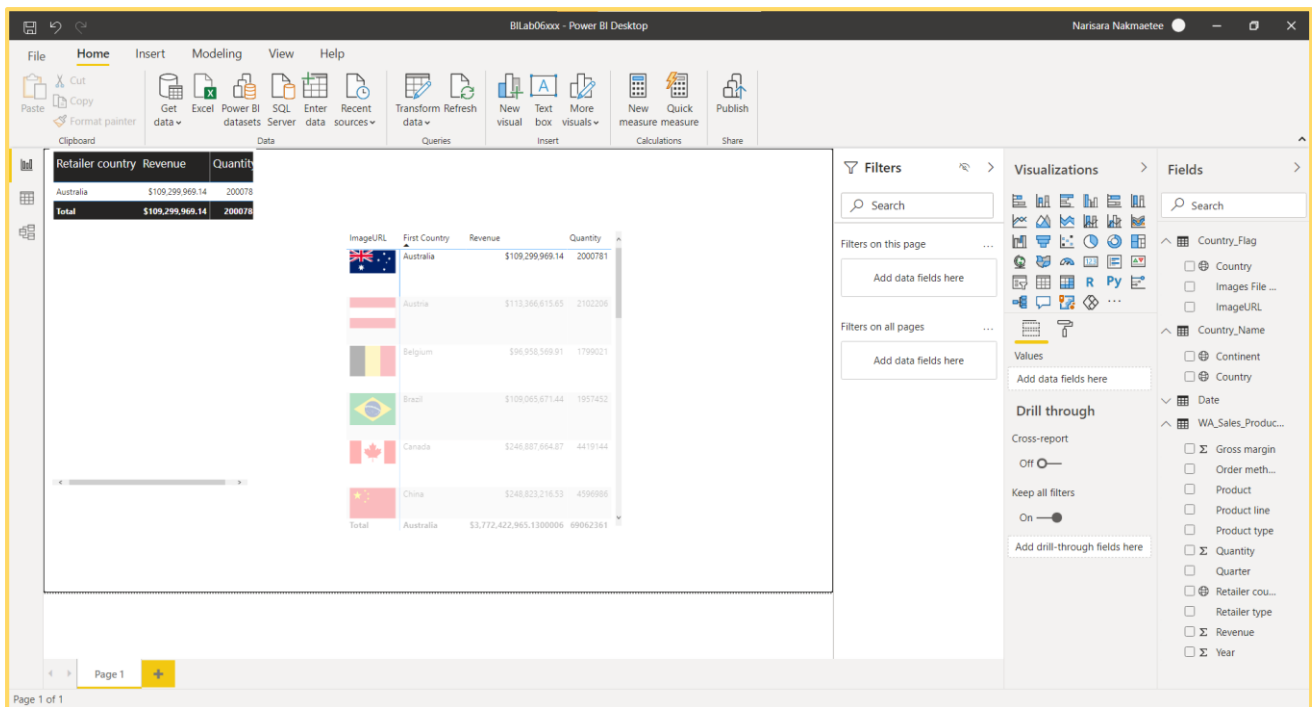 BILab06xxx - Power BI Desktop
Narisara Nakmaetee
File Home Insert Modeling View Help
Paste
Cut
Copy
Format painter
Clipboard
Get data
Excel
Power BI datasets
SQL Server
Enter data
Recent sources
Data
Transform data
Refresh
Queries
New visual
Text box
More visuals
Insert
New measure
Quick measure
Calculations
Publish
Share
Retailer country Revenue Quantity
Australia $109,299,969.14 200078
Total $109,299,969.14 200078
ImageURL First Country Revenue Quantity
Australia $109,299,969.14 2000781
Austria $113,366,615.65 2102206
Belgium $96,958,569.91 1799021
Brazil $109,065,671.44 1957452
Canada $246,887,664.87 4419144
China $248,823,216.53 4596986
Total Australia $3,772,422,965.1300006 69062361
Filters
Search
Filters on this page ...
Add data fields here
Filters on all pages ...
Add data fields here
Visualizations
R Py
...
Values
Add data fields here
Drill through
Cross-report
Off
Keep all filters
On
Add drill-through fields here
Fields
Search
Country_Flag
Country
Images File ...
ImageURL
Country_Name
Continent
Country
Date
WA_Sales_Produc...
Σ Gross margin
Order meth...
Product
Product line
Product type
Σ Quantity
Quarter
Retailer cou...
Retailer type
Σ Revenue
Σ Year
Page 1
+
Page 1 of 1